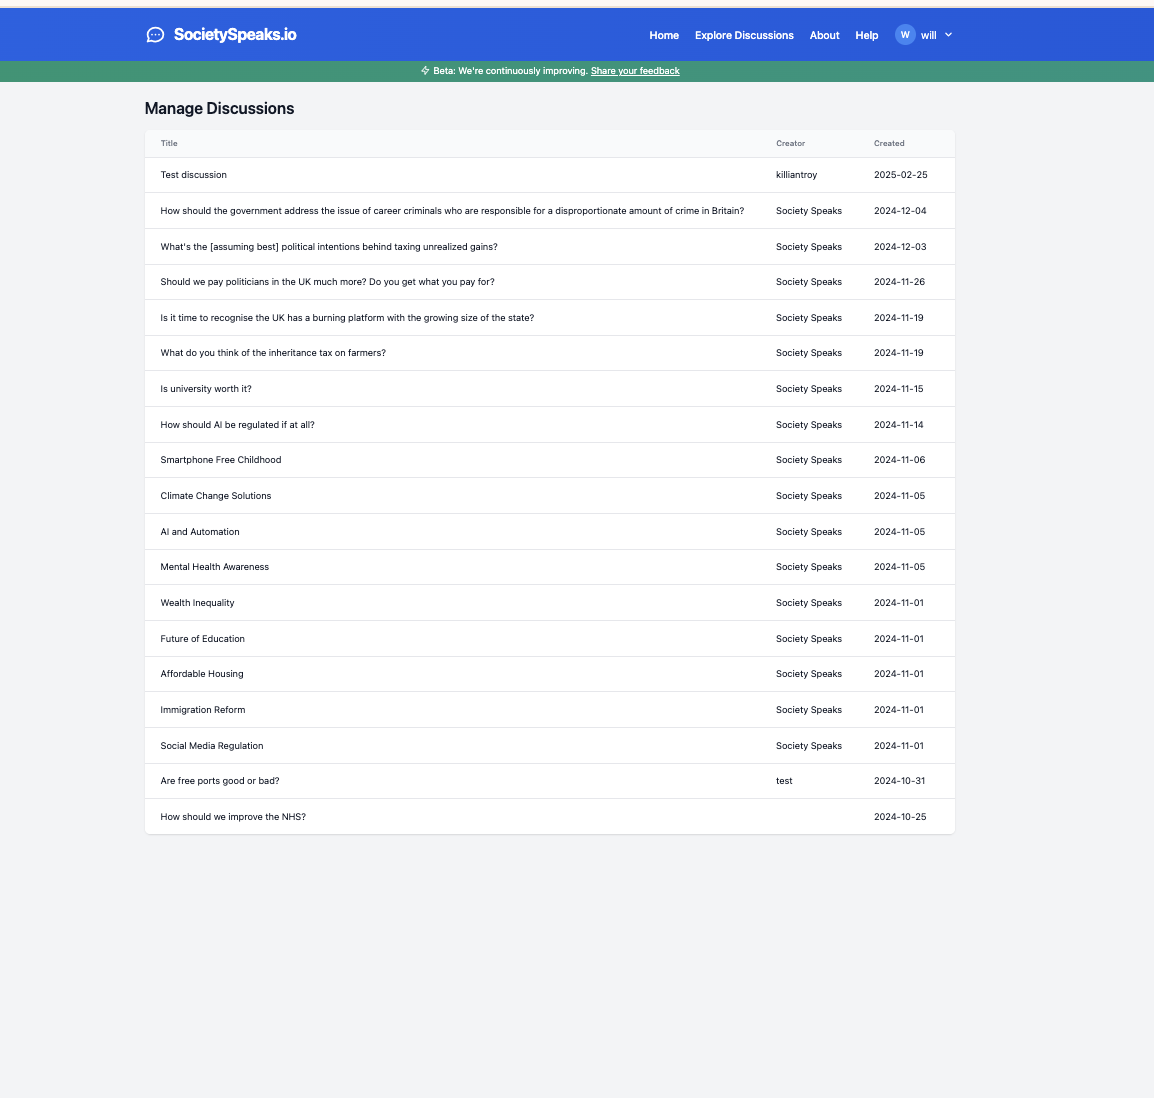 SocietySpeaks.io
Home Explore Discussions About Help W will
Beta: We're continuously improving. Share your feedback
Manage Discussions
Title Creator Created
Test discussion killiantroy 2025-02-25
How should the government address the issue of career criminals who are responsible for a disproportionate amount of crime in Britain? Society Speaks 2024-12-04
What's the [assuming best] political intentions behind taxing unrealized gains? Society Speaks 2024-12-03
Should we pay politicians in the UK much more? Do you get what you pay for? Society Speaks 2024-11-26
Is it time to recognise the UK has a burning platform with the growing size of the state? Society Speaks 2024-11-19
What do you think of the inheritance tax on farmers? Society Speaks 2024-11-19
Is university worth it? Society Speaks 2024-11-15
How should AI be regulated if at all? Society Speaks 2024-11-14
Smartphone Free Childhood Society Speaks 2024-11-06
Climate Change Solutions Society Speaks 2024-11-05
AI and Automation Society Speaks 2024-11-05
Mental Health Awareness Society Speaks 2024-11-05
Wealth Inequality Society Speaks 2024-11-01
Future of Education Society Speaks 2024-11-01
Affordable Housing Society Speaks 2024-11-01
Immigration Reform Society Speaks 2024-11-01
Social Media Regulation Society Speaks 2024-11-01
Are free ports good or bad? test 2024-10-31
How should we improve the NHS? 2024-10-25